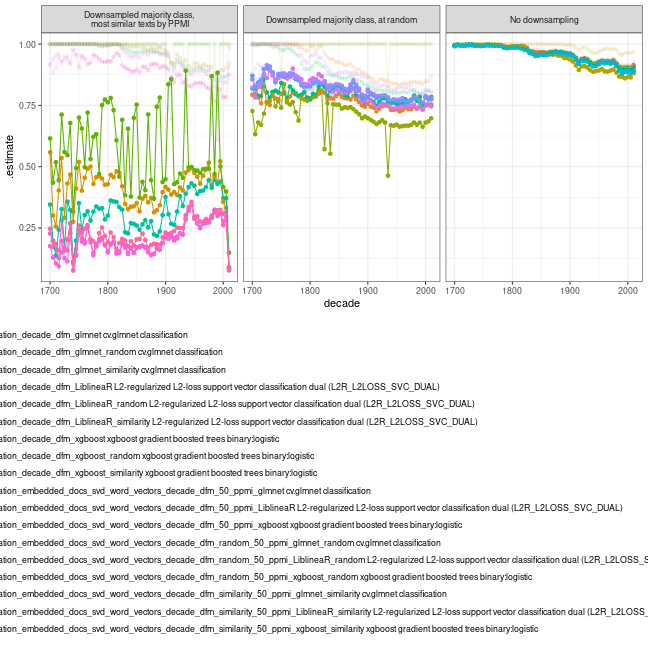 Downsampled majority class,
most similar texts by PPMI
Downsampled majority class, at random
No downsampling
1.00
0.75
0.50
0.25
.estimate
1700 1800 1900 2000
1700 1800 1900 2000
1700 1800 1900 2000
decade
ation_decade_dfm_glmnet cv.glmnet classification
ation_decade_dfm_glmnet_random cv.glmnet classification
ation_decade_dfm_glmnet_similarity cv.glmnet classification
ation_decade_dfm_LiblineaR L2-regularized L2-loss support vector classification dual (L2R_L2LOSS_SVC_DUAL)
ation_decade_dfm_LiblineaR_random L2-regularized L2-loss support vector classification dual (L2R_L2LOSS_SVC_DUAL)
ation_decade_dfm_LiblineaR_similarity L2-regularized L2-loss support vector classification dual (L2R_L2LOSS_SVC_DUAL)
ation_decade_dfm_xgboost xgboost gradient boosted trees binary:logistic
ation_decade_dfm_xgboost_random xgboost gradient boosted trees binary:logistic
ation_decade_dfm_xgboost_similarity xgboost gradient boosted trees binary:logistic
ation_embedded_docs_svd_word_vectors_decade_dfm_50_ppmi_glmnet cv.glmnet classification
ation_embedded_docs_svd_word_vectors_decade_dfm_50_ppmi_LiblineaR L2-regularized L2-loss support vector classification dual (L2R_L2LOSS_SVC_DUAL)
ation_embedded_docs_svd_word_vectors_decade_dfm_50_ppmi_xgboost xgboost gradient boosted trees binary:logistic
ation_embedded_docs_svd_word_vectors_decade_dfm_random_50_ppmi_glmnet_random cv.glmnet classification
ation_embedded_docs_svd_word_vectors_decade_dfm_random_50_ppmi_LiblineaR_random L2-regularized L2-loss support vector classification dual (L2R_L2LOSS_S
ation_embedded_docs_svd_word_vectors_decade_dfm_random_50_ppmi_xgboost_random xgboost gradient boosted trees binary:logistic
ation_embedded_docs_svd_word_vectors_decade_dfm_similarity_50_ppmi_glmnet_similarity cv.glmnet classification
ation_embedded_docs_svd_word_vectors_decade_dfm_similarity_50_ppmi_LiblineaR_similarity L2-regularized L2-loss support vector classification dual (L2R_L2LOSS_
ation_embedded_docs_svd_word_vectors_decade_dfm_similarity_50_ppmi_xgboost_similarity xgboost gradient boosted trees binary:logistic